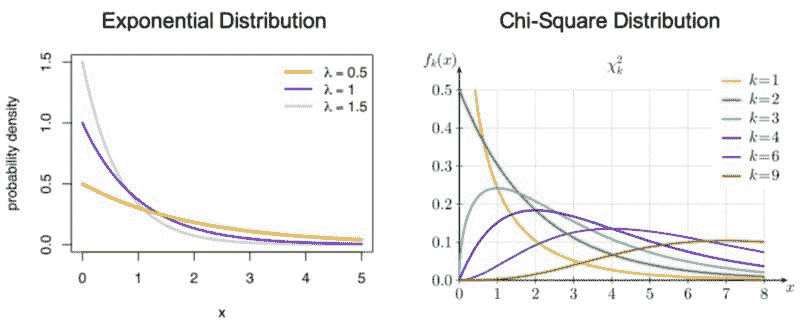 Exponential Distribution
probability density
1.5
1.0
0.5
0.0
λ = 0.5
λ = 1
λ = 1.5
0 1 2 3 4 5
x
Chi-Square Distribution
fₖ(x)
χ²ₖ
0.5
0.4
0.3
0.2
0.1
0.0
k=1
k=2
k=3
k=4
k=6
k=9
0 1 2 3 4 5 6 7 8 x